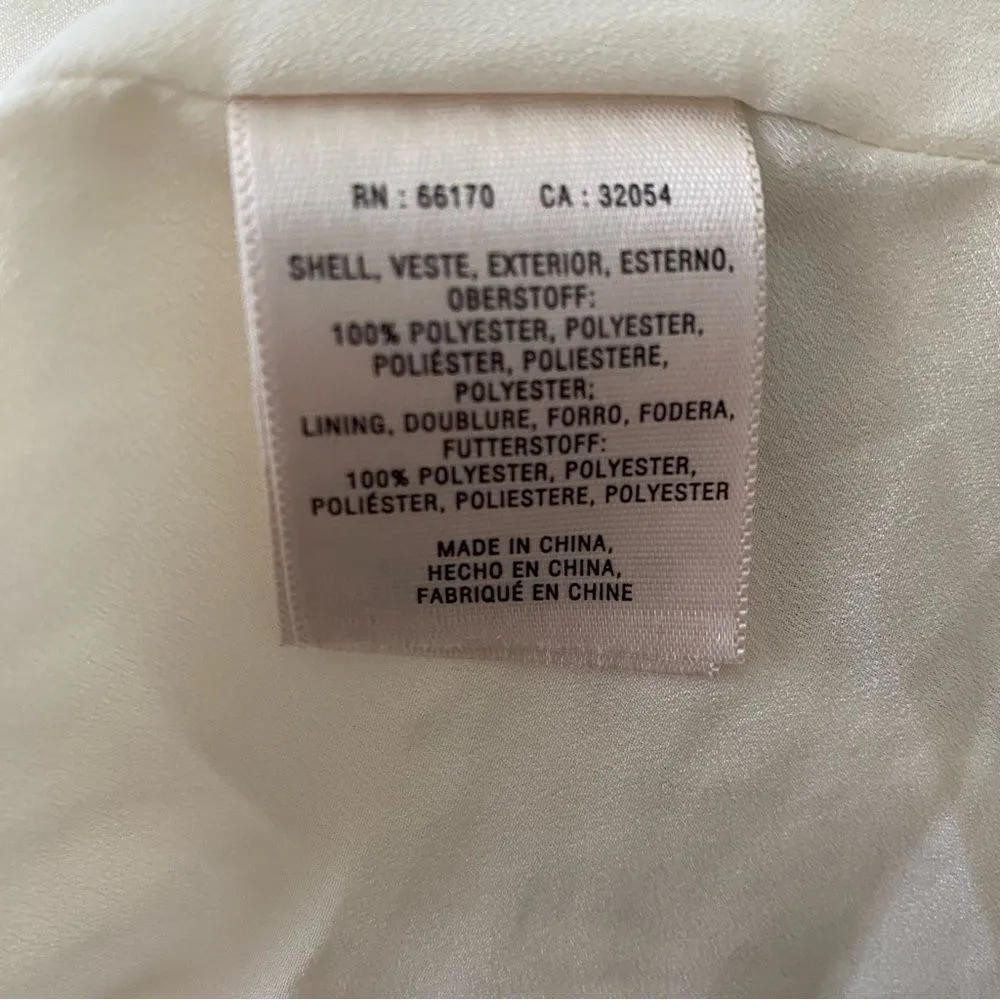 RN : 66170 CA : 32054
SHELL, VESTE, EXTERIOR, ESTERNO,
OBERSTOFF:
100% POLYESTER, POLYESTER,
POLIÉSTER, POLIESTERE,
POLYESTER;
LINING, DOUBLURE, FORRO, FODERA,
FUTTERSTOFF:
100% POLYESTER, POLYESTER,
POLIÉSTER, POLIESTERE, POLYESTER
MADE IN CHINA,
HECHO EN CHINA,
FABRIQUÉ EN CHINE